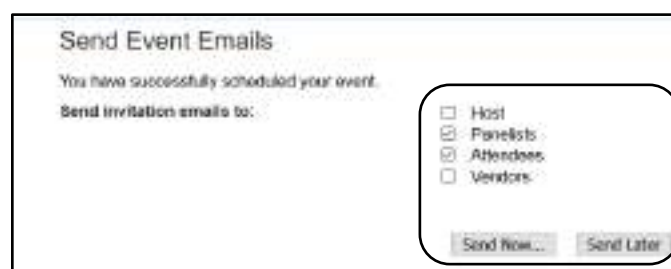 Send Event Emails
You have successfully scheduled your event.
Send invitation emails to:
Host
Panelists
Attendees
Vendors
Send Now...
Send Later